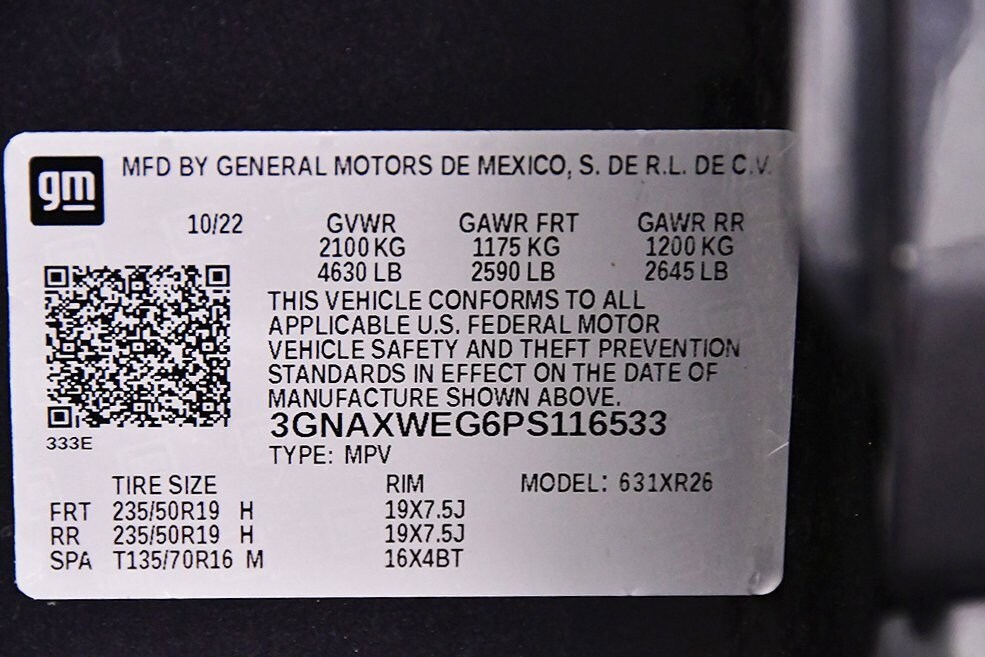 gm MFD BY GENERAL MOTORS DE MEXICO, S. DE R.L. DE C.V.
10/22 GVWR GAWR FRT GAWR RR
2100 KG 1175 KG 1200 KG
4630 LB 2590 LB 2645 LB
THIS VEHICLE CONFORMS TO ALL
APPLICABLE U.S. FEDERAL MOTOR
VEHICLE SAFETY AND THEFT PREVENTION
STANDARDS IN EFFECT ON THE DATE OF
MANUFACTURE SHOWN ABOVE.
3GNAXWEG6PS116533
333E
TYPE: MPV
TIRE SIZE RIM MODEL: 631XR26
FRT 235/50R19 H 19X7.5J
RR 235/50R19 H 19X7.5J
SPA T135/70R16 M 16X4BT